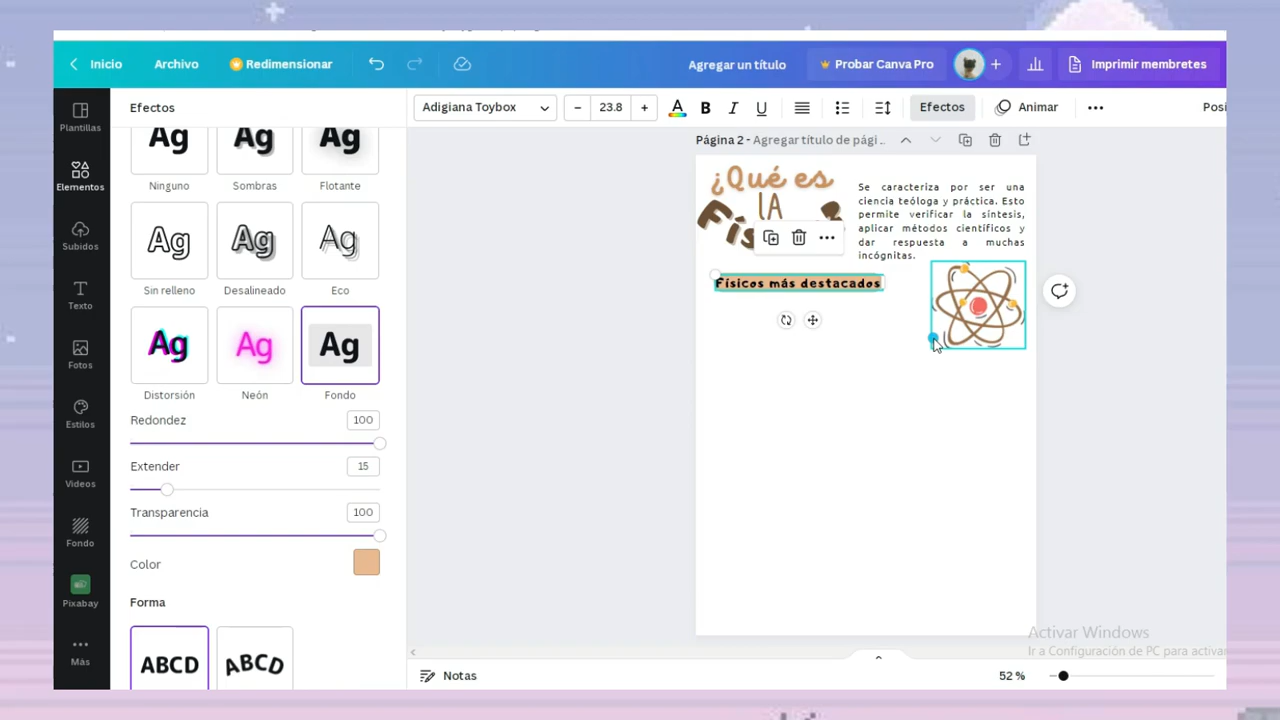 Inicio
Archivo
Redimensionar
Agregar un título
Probar Canva Pro
Imprimir membretes
Plantillas
Elementos
Subidos
Texto
Fotos
Estilos
Videos
Fondo
Pixabay
Más
Efectos
Ag
Ag
Ag
Ninguno
Sombras
Flotante
Ag
Ag
Ag
Sin relleno
Desalineado
Eco
Ag
Ag
Ag
Distorsión
Neón
Fondo
Redondez
100
Extender
15
Transparencia
100
Color
Forma
ABCD
ABCD
Adigiana Toybox
23.8
A
B
I
U
Efectos
Animar
Posi
Página 2 - Agregar título de pági...
¿Qué es
lA
Se caracteriza por ser una
ciencia teóloga y práctica. Esto
permite verificar la síntesis,
aplicar métodos científicos y
dar respuesta a muchas
incógnitas.
Físicos más destacados
Activar Windows
Ir a Configuración de PC para activar
Notas
52 %